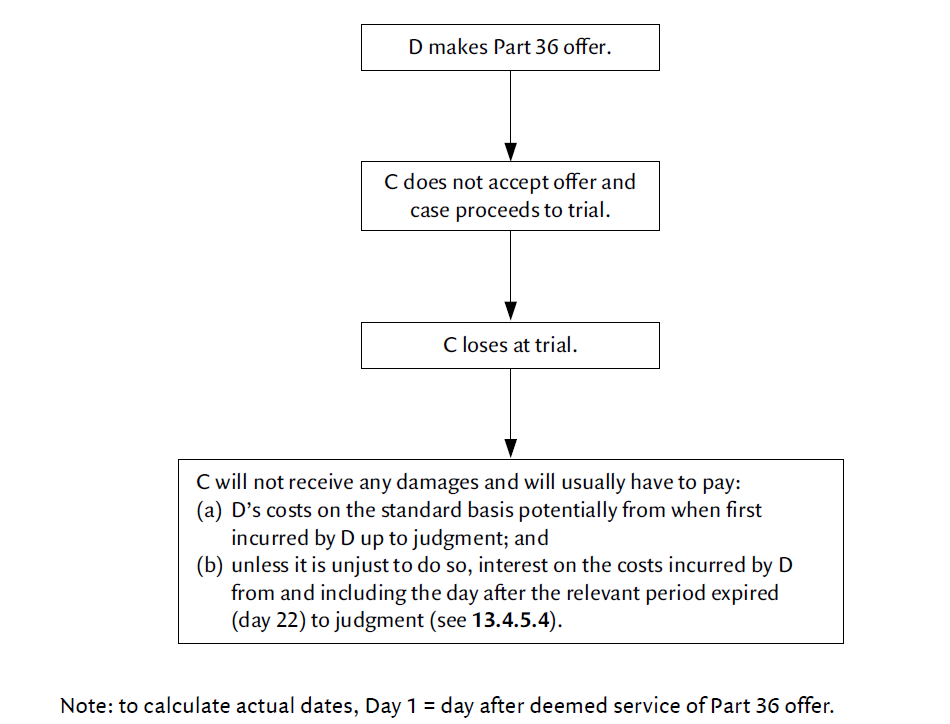 D makes Part 36 offer.
C does not accept offer and
case proceeds to trial.
C loses at trial.
C will not receive any damages and will usually have to pay:
(a) D’s costs on the standard basis potentially from when first
incurred by D up to judgment; and
(b) unless it is unjust to do so, interest on the costs incurred by D
from and including the day after the relevant period expired
(day 22) to judgment (see 13.4.5.4).
Note: to calculate actual dates, Day 1 = day after deemed service of Part 36 offer.